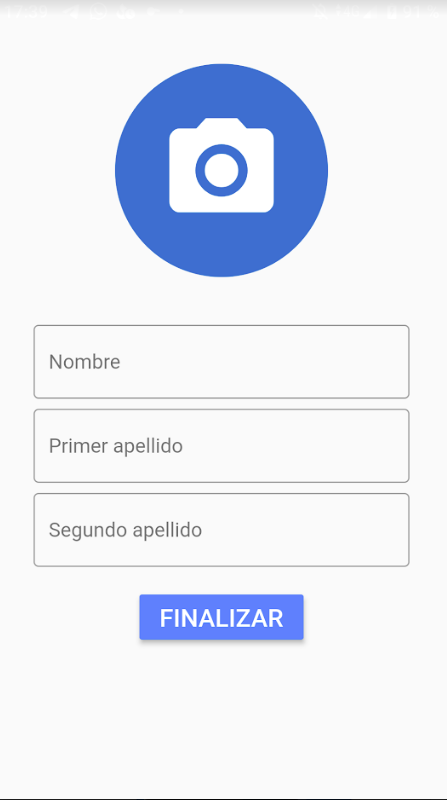 Nombre
Primer apellido
Segundo apellido
FINALIZAR